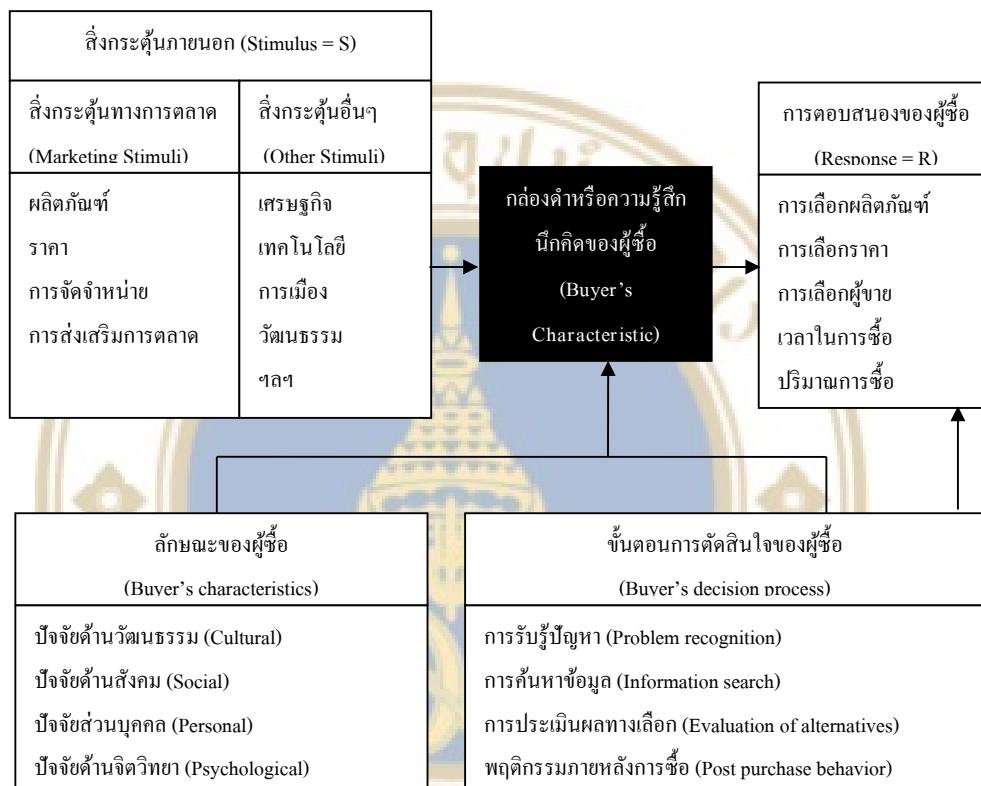 สิ่งกระตุ้นภายนอก (Stimulus = S)
สิ่งกระตุ้นทางการตลาด
(Marketing Stimuli)
สิ่งกระตุ้นอื่นๆ
(Other Stimuli)
ผลิตภัณฑ์
ราคา
การจัดจำหน่าย
การส่งเสริมการตลาด
เศรษฐกิจ
เทคโนโลยี
การเมือง
วัฒนธรรม
ฯลฯ
กล่องดำหรือความรู้สึก
นึกคิดของผู้ซื้อ
(Buyer’s
Characteristic)
การตอบสนองของผู้ซื้อ
(Response = R)
การเลือกผลิตภัณฑ์
การเลือกราคา
การเลือกผู้ขาย
เวลาในการซื้อ
ปริมาณการซื้อ
ลักษณะของผู้ซื้อ
(Buyer’s characteristics)
ปัจจัยด้านวัฒนธรรม (Cultural)
ปัจจัยด้านสังคม (Social)
ปัจจัยส่วนบุคคล (Personal)
ปัจจัยด้านจิตวิทยา (Psychological)
ขั้นตอนการตัดสินใจของผู้ซื้อ
(Buyer’s decision process)
การรับรู้ปัญหา (Problem recognition)
การค้นหาข้อมูล (Information search)
การประเมินผลทางเลือก (Evaluation of alternatives)
พฤติกรรมภายหลังการซื้อ (Post purchase behavior)